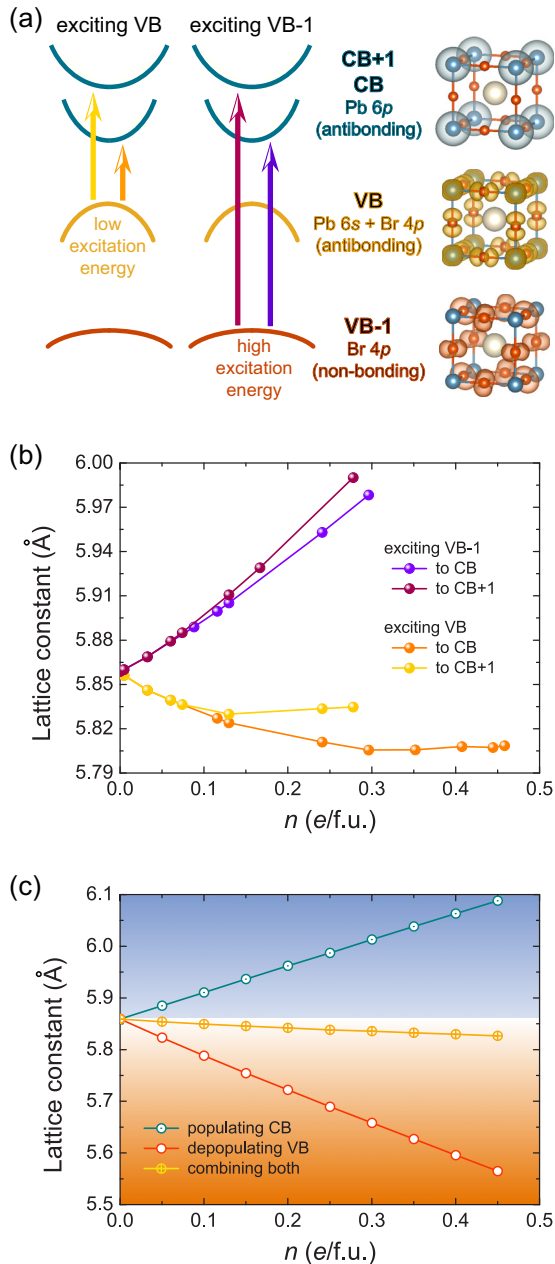 (a)
exciting VB exciting VB-1
CB+1
CB
Pb 6p
(antibonding)
VB
Pb 6s + Br 4p
(antibonding)
low
excitation
energy
VB-1
Br 4p
(non-bonding)
high
excitation
energy
(b)
6.00
5.97
5.94
5.91
5.88
5.85
5.82
5.79
Lattice constant (Å)
exciting VB-1
to CB
to CB+1
exciting VB
to CB
to CB+1
0.0 0.1 0.2 0.3 0.4 0.5
n (e/f.u.)
(c)
6.1
6.0
5.9
5.8
5.7
5.6
5.5
Lattice constant (Å)
populating CB
depopulating VB
combining both
0.0 0.1 0.2 0.3 0.4 0.5
n (e/f.u.)